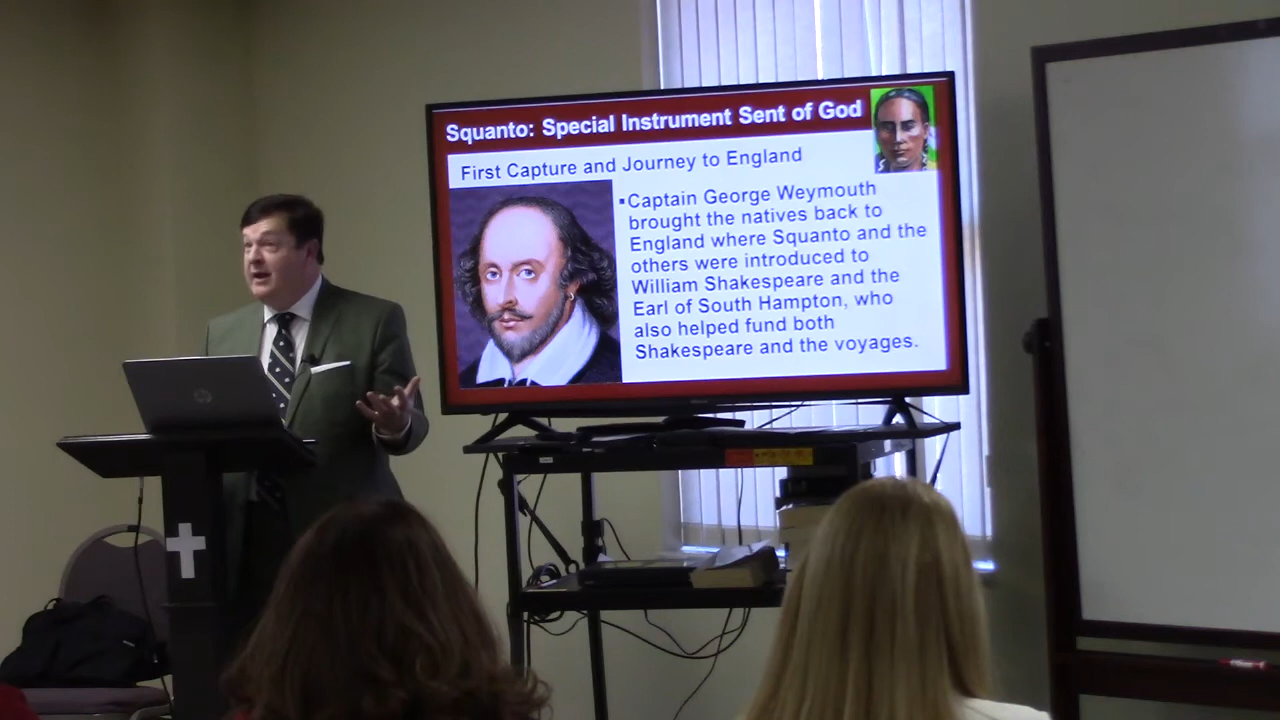 Squanto: Special Instrument Sent of God
First Capture and Journey to England
▪Captain George Weymouth
brought the natives back to
England where Squanto and the
others were introduced to
William Shakespeare and the
Earl of South Hampton, who
also helped fund both
Shakespeare and the voyages.
hp